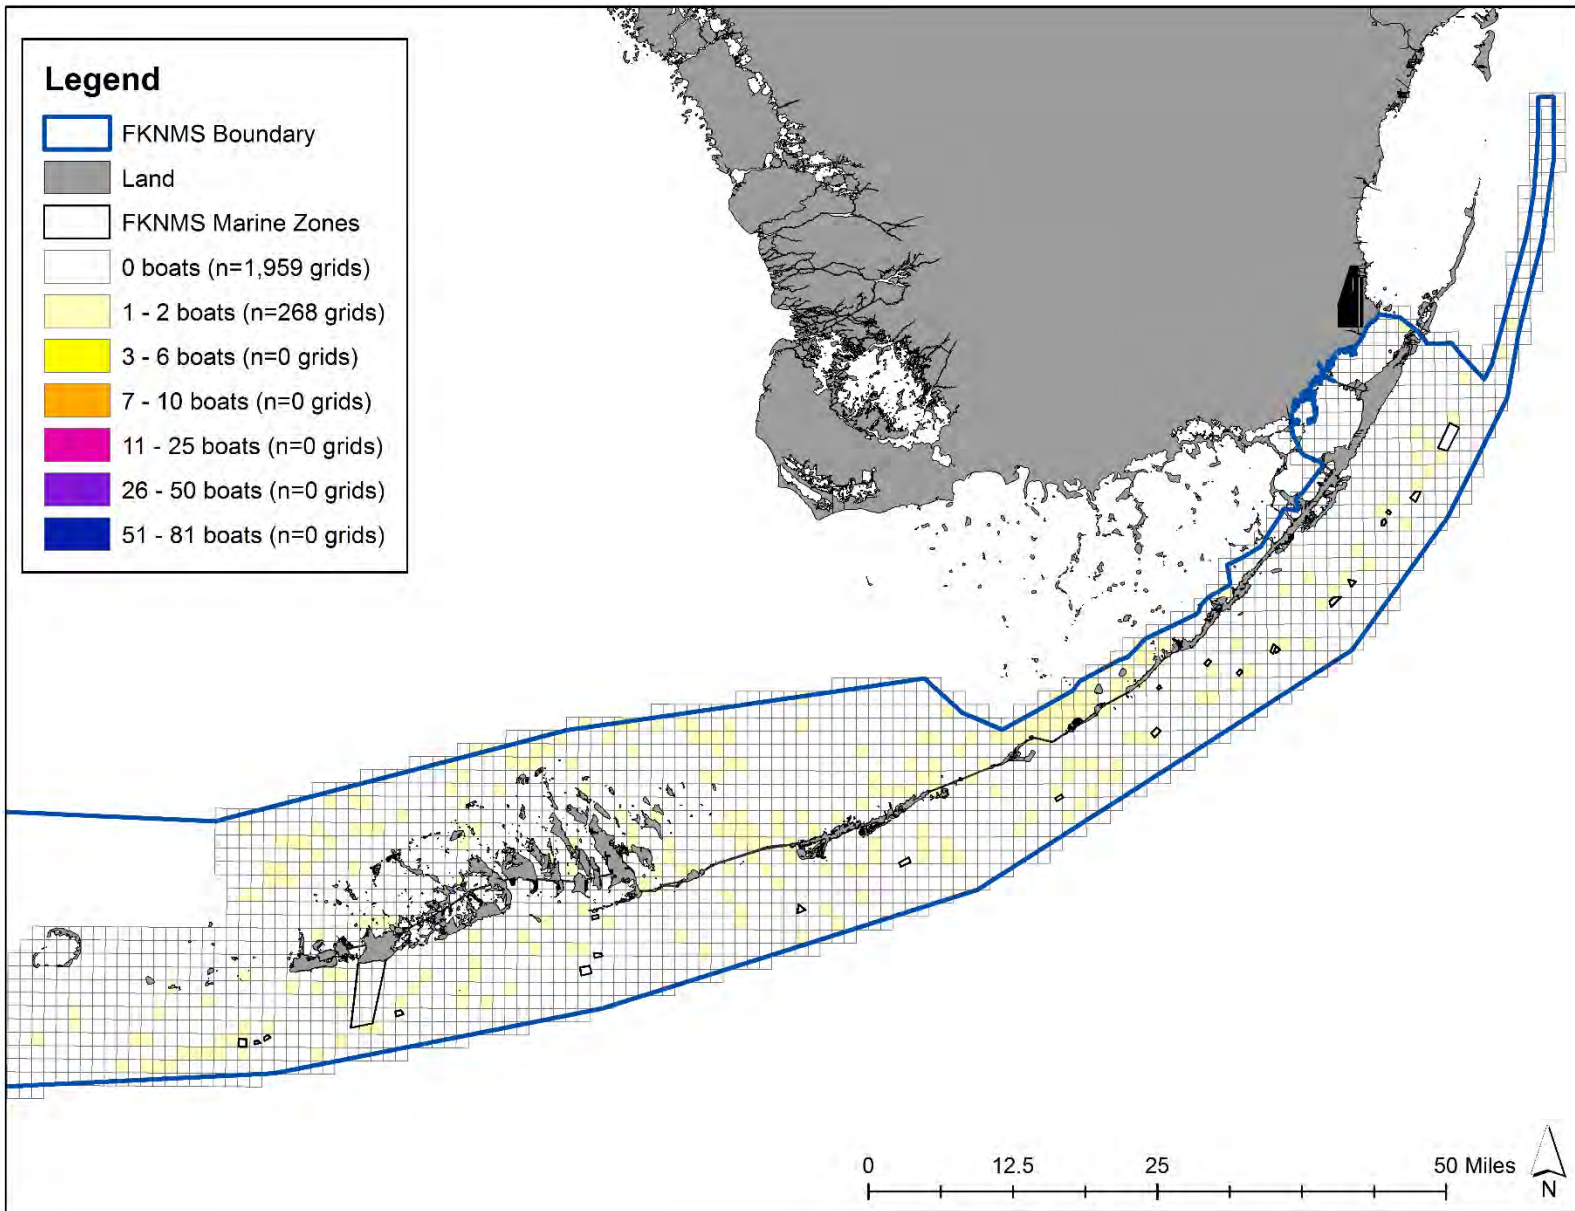 Legend
FKNMS Boundary
Land
FKNMS Marine Zones
0 boats (n=1,959 grids)
1 - 2 boats (n=268 grids)
3 - 6 boats (n=0 grids)
7 - 10 boats (n=0 grids)
11 - 25 boats (n=0 grids)
26 - 50 boats (n=0 grids)
51 - 81 boats (n=0 grids)
0 12.5 25 50 Miles
N